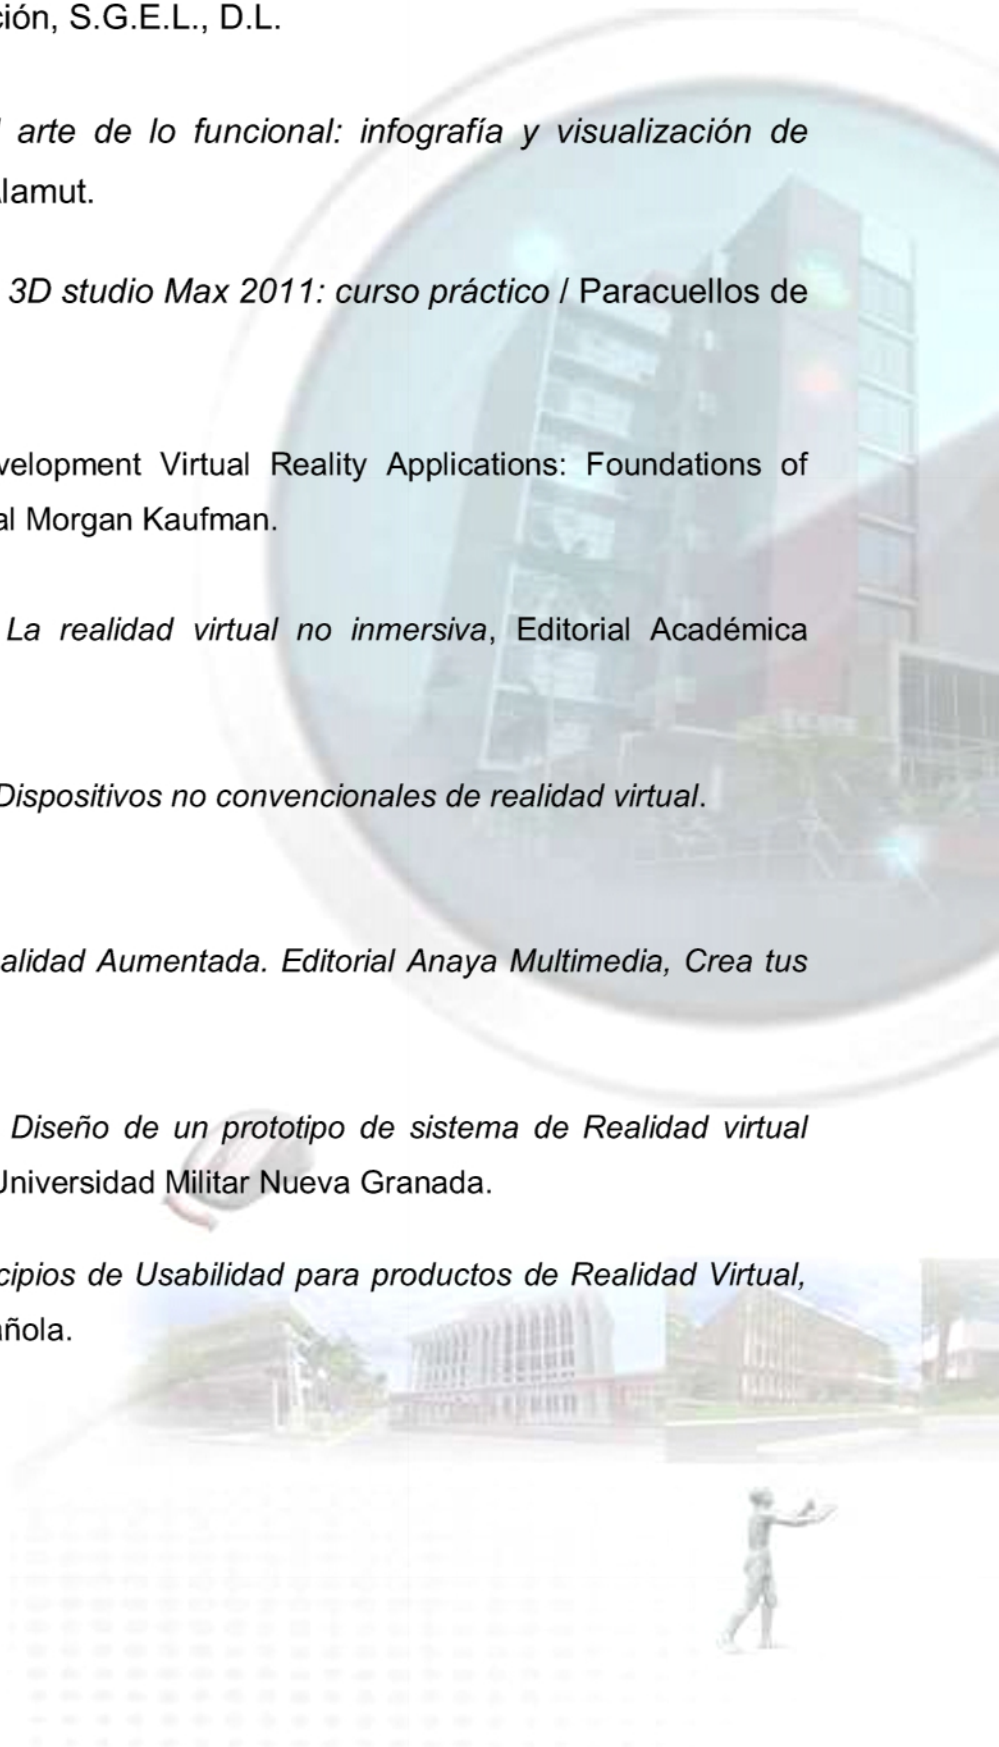 ción, S.G.E.L., D.L.
arte de lo funcional: infografía y visualización de
lamut.
3D studio Max 2011: curso práctico / Paracuellos de
velopment Virtual Reality Applications: Foundations of
al Morgan Kaufman.
La realidad virtual no inmersiva, Editorial Académica
Dispositivos no convencionales de realidad virtual.
alidad Aumentada. Editorial Anaya Multimedia, Crea tus
Diseño de un prototipo de sistema de Realidad virtual
Universidad Militar Nueva Granada.
cipios de Usabilidad para productos de Realidad Virtual,
añola.